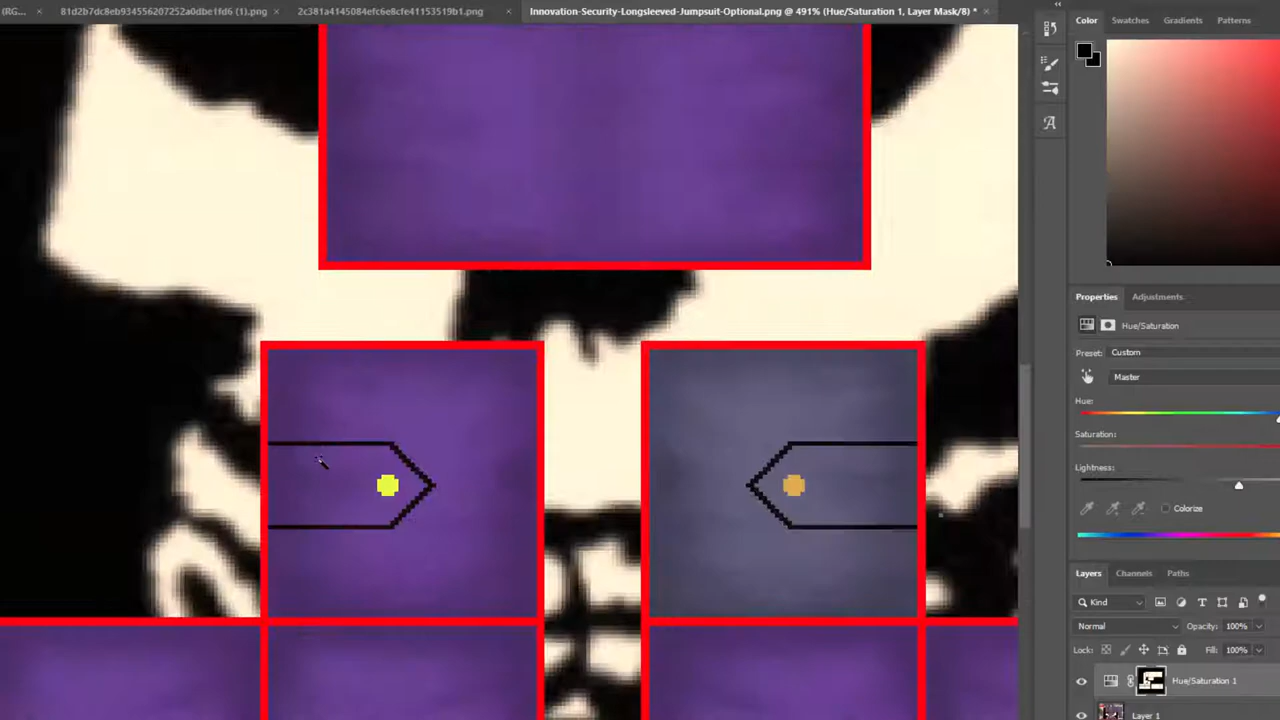 (RG...
81d2b7dc8eb934556207252a0dbe1fd6 (1).png
2c381a4145084efc6e8cfe41153519b1.png
Innovation-Security-Longsleeved-Jumpsuit-Optional.png @ 491% (Hue/Saturation 1, Layer Mask/8) *
Color
Swatches
Gradients
Patterns
Properties
Adjustments
Hue/Saturation
Preset:
Custom
Master
Hue:
Saturation:
Lightness:
Colorize
Layers
Channels
Paths
Kind
Normal
Opacity: 100%
Lock:
Fill: 100%
Hue/Saturation 1
Layer 1